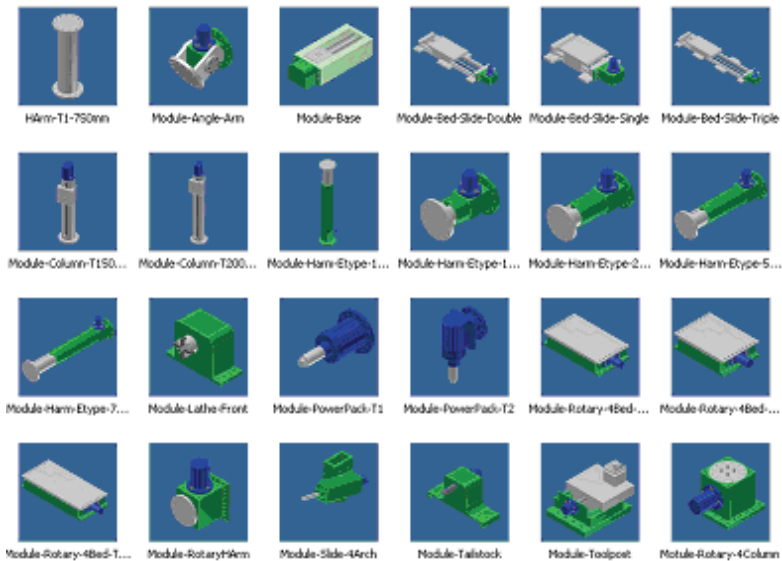 HArm-T1-750mm
Module-Angle-Arm
Module-Base
Module-Bed-Slide-Double
Module-Bed-Slide-Single
Module-Bed-Slide-Triple
Module-Column-T150...
Module-Column-T200...
Module-Harm-Etype-1...
Module-Harm-Etype-1...
Module-Harm-Etype-2...
Module-Harm-Etype-5...
Module-Harm-Etype-7...
Module-Lathe-Front
Module-PowerPack-T1
Module-PowerPack-T2
Module-Rotary-4Bed-...
Module-Rotary-4Bed-...
Module-Rotary-4Bed-T...
Module-RotaryHArm
Module-Slide-4Arch
Module-Tailstock
Module-Toolpost
Motule-Rotary-4Column